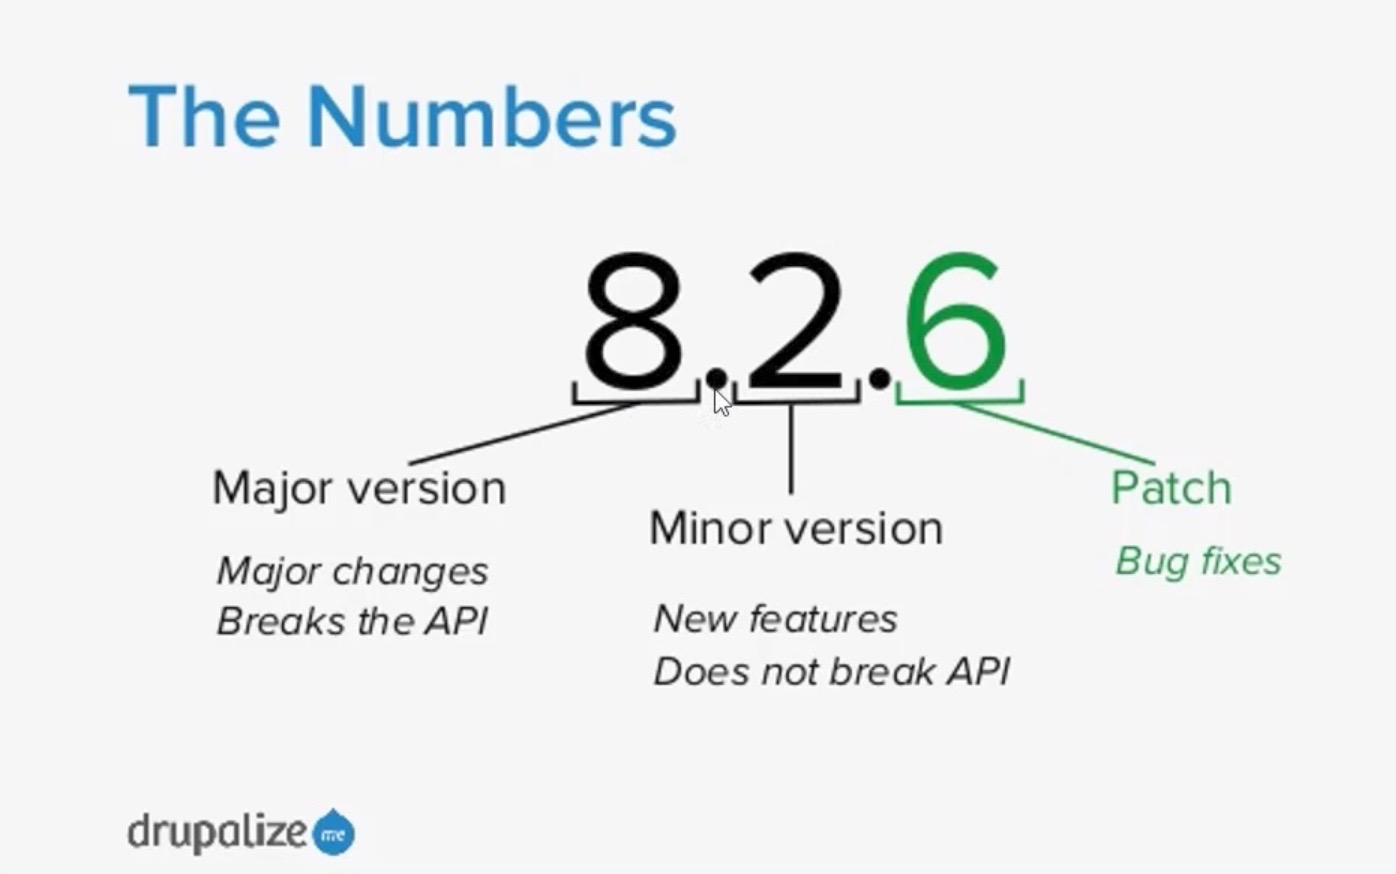 The Numbers
8.2.6
Major version
Major changes
Breaks the API
Minor version
New features
Does not break API
Patch
Bug fixes
drupalize me